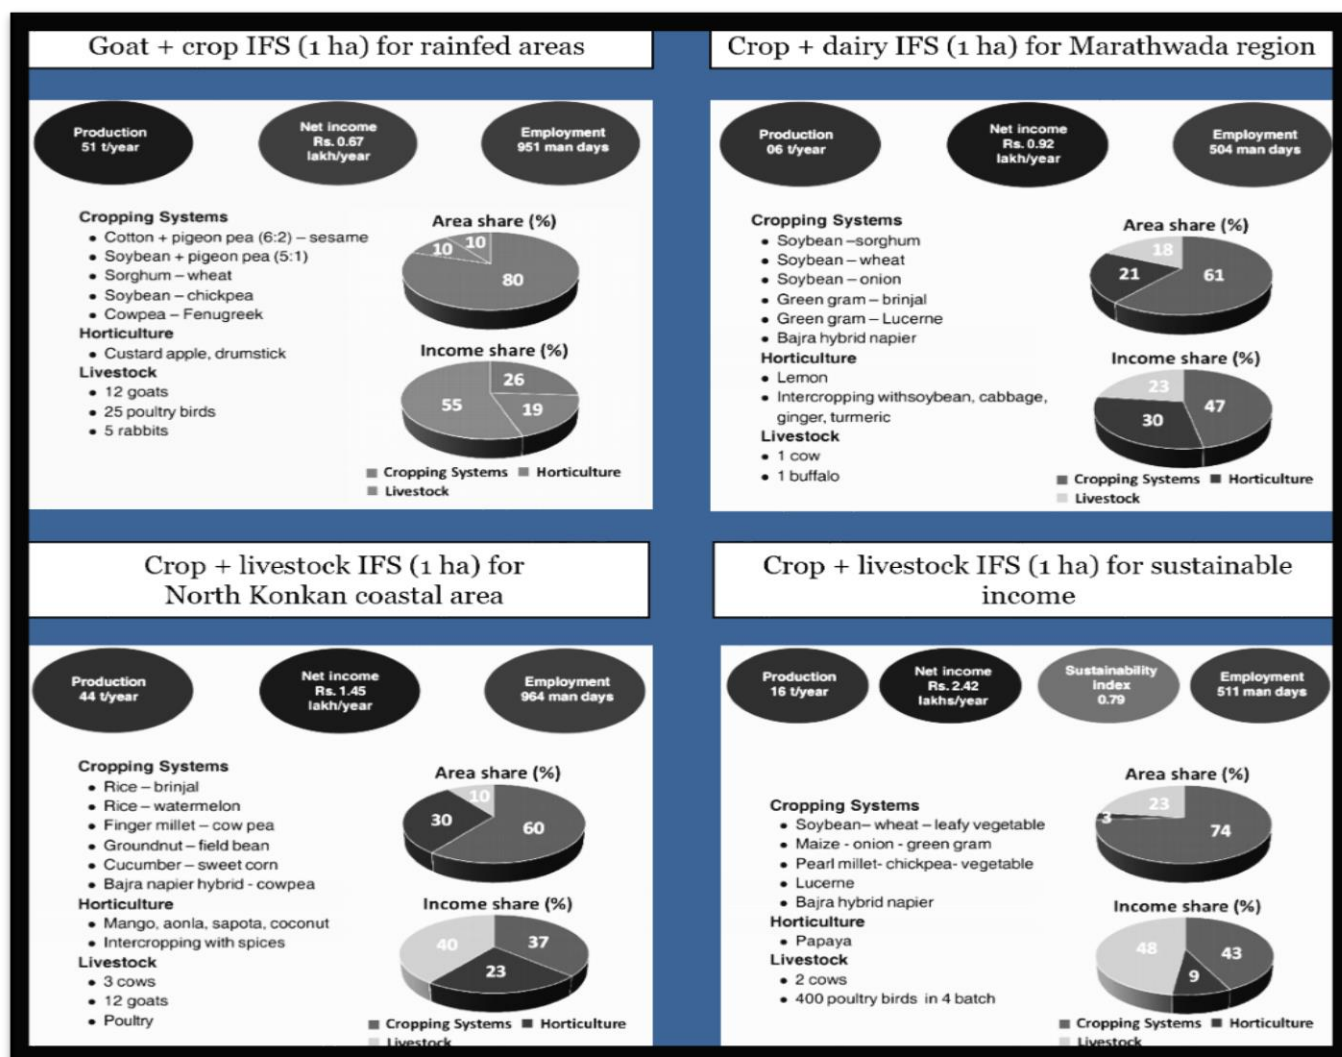 Goat + crop IFS (1 ha) for rainfed areas
Production
51 t/year
Net income
Rs. 0.67
lakh/year
Employment
951 man days
Cropping Systems
• Cotton + pigeon pea (6:2) – sesame
• Soybean + pigeon pea (5:1)
• Sorghum – wheat
• Soybean – chickpea
• Cowpea – Fenugreek
Horticulture
• Custard apple, drumstick
Livestock
• 12 goats
• 25 poultry birds
• 5 rabbits
Area share (%)
10
10
80
Income share (%)
26
55
19
Cropping Systems Horticulture
Livestock
Crop + dairy IFS (1 ha) for Marathwada region
Production
06 t/year
Net income
Rs. 0.92
lakh/year
Employment
504 man days
Cropping Systems
• Soybean –sorghum
• Soybean – wheat
• Soybean – onion
• Green gram – brinjal
• Green gram – Lucerne
• Bajra hybrid napier
Horticulture
• Lemon
• Intercropping withsoybean, cabbage,
ginger, turmeric
Livestock
• 1 cow
• 1 buffalo
Area share (%)
18
21
61
Income share (%)
23
30
47
Cropping Systems Horticulture
Livestock
Crop + livestock IFS (1 ha) for
North Konkan coastal area
Production
44 t/year
Net income
Rs. 1.45
lakh/year
Employment
964 man days
Cropping Systems
• Rice – brinjal
• Rice – watermelon
• Finger millet – cow pea
• Groundnut – field bean
• Cucumber – sweet corn
• Bajra napier hybrid - cowpea
Horticulture
• Mango, aonla, sapota, coconut
• Intercropping with spices
Livestock
• 3 cows
• 12 goats
• Poultry
Area share (%)
10
30
60
Income share (%)
40
37
23
Cropping Systems Horticulture
Livestock
Crop + livestock IFS (1 ha) for sustainable
income
Production
16 t/year
Net income
Rs. 2.42
lakhs/year
Sustainability
index
0.79
Employment
511 man days
Cropping Systems
• Soybean– wheat – leafy vegetable
• Maize - onion - green gram
• Pearl millet- chickpea- vegetable
• Lucerne
• Bajra hybrid napier
Horticulture
• Papaya
Livestock
• 2 cows
• 400 poultry birds in 4 batch
Area share (%)
23
3
74
Income share (%)
48
43
9
Cropping Systems Horticulture
Livestock